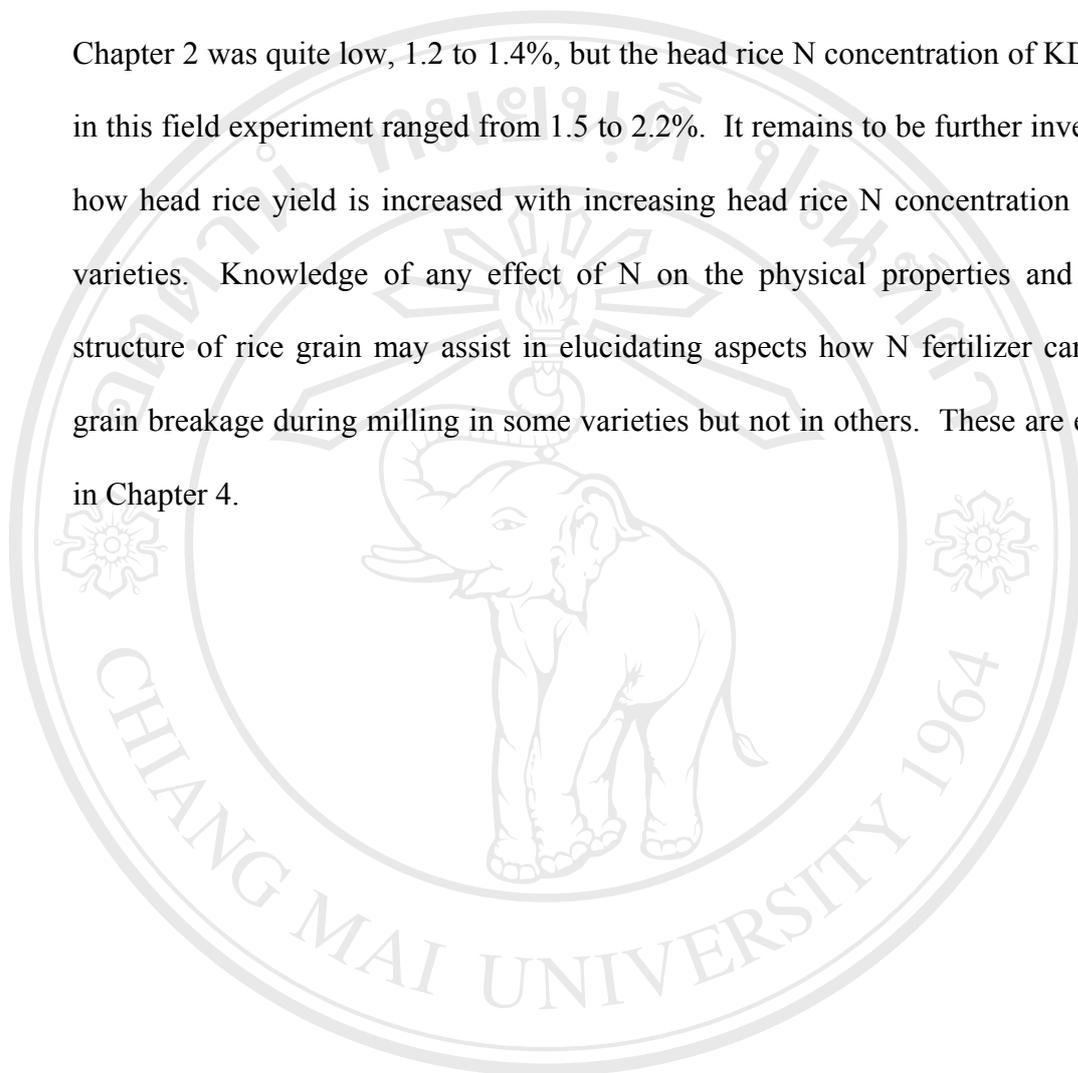 Chapter 2 was quite low, 1.2 to 1.4%, but the head rice N concentration of
in this field experiment ranged from 1.5 to 2.2%. It remains to be further
how head rice yield is increased with increasing head rice N concentration
varieties. Knowledge of any effect of N on the physical properties and
structure of rice grain may assist in elucidating aspects how N fertilizer
grain breakage during milling in some varieties but not in others. These are
in Chapter 4.
CHIANG MAI UNIVERSITY 1964